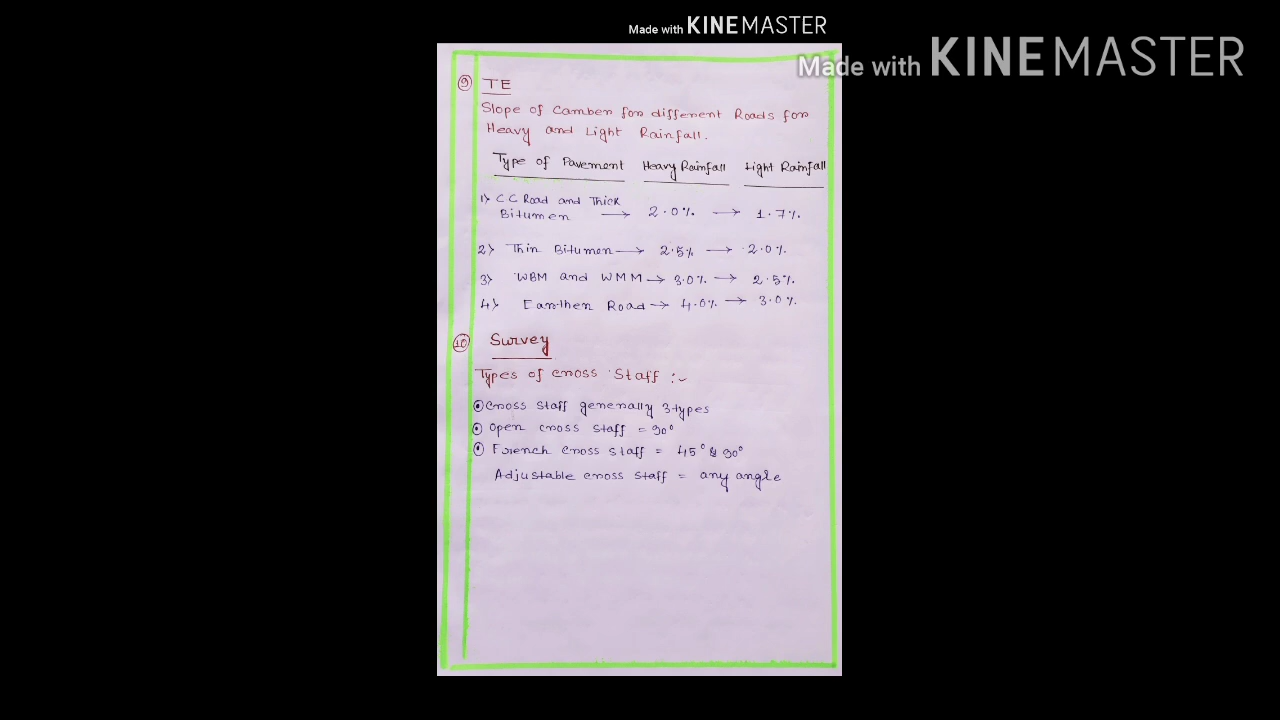 Made with KINEMASTER
Made with KINEMASTER
9 TE
Slope of Camber for different Roads for
Heavy and Light Rainfall.
Type of Pavement Heavy Rainfall Light Rainfall
1) CC Road and Thick
Bitumen → 2.0% → 1.7%
2) Thin Bitumen → 2.5% → 2.0%
3) WBM and WMM → 3.0% → 2.5%
4) Earthen Road → 4.0% → 3.0%
10 Survey
Types of cross Staff :-
Cross staff generally 3 types
Open cross staff = 90°
French cross staff = 45° & 90°
Adjustable cross staff = any angle